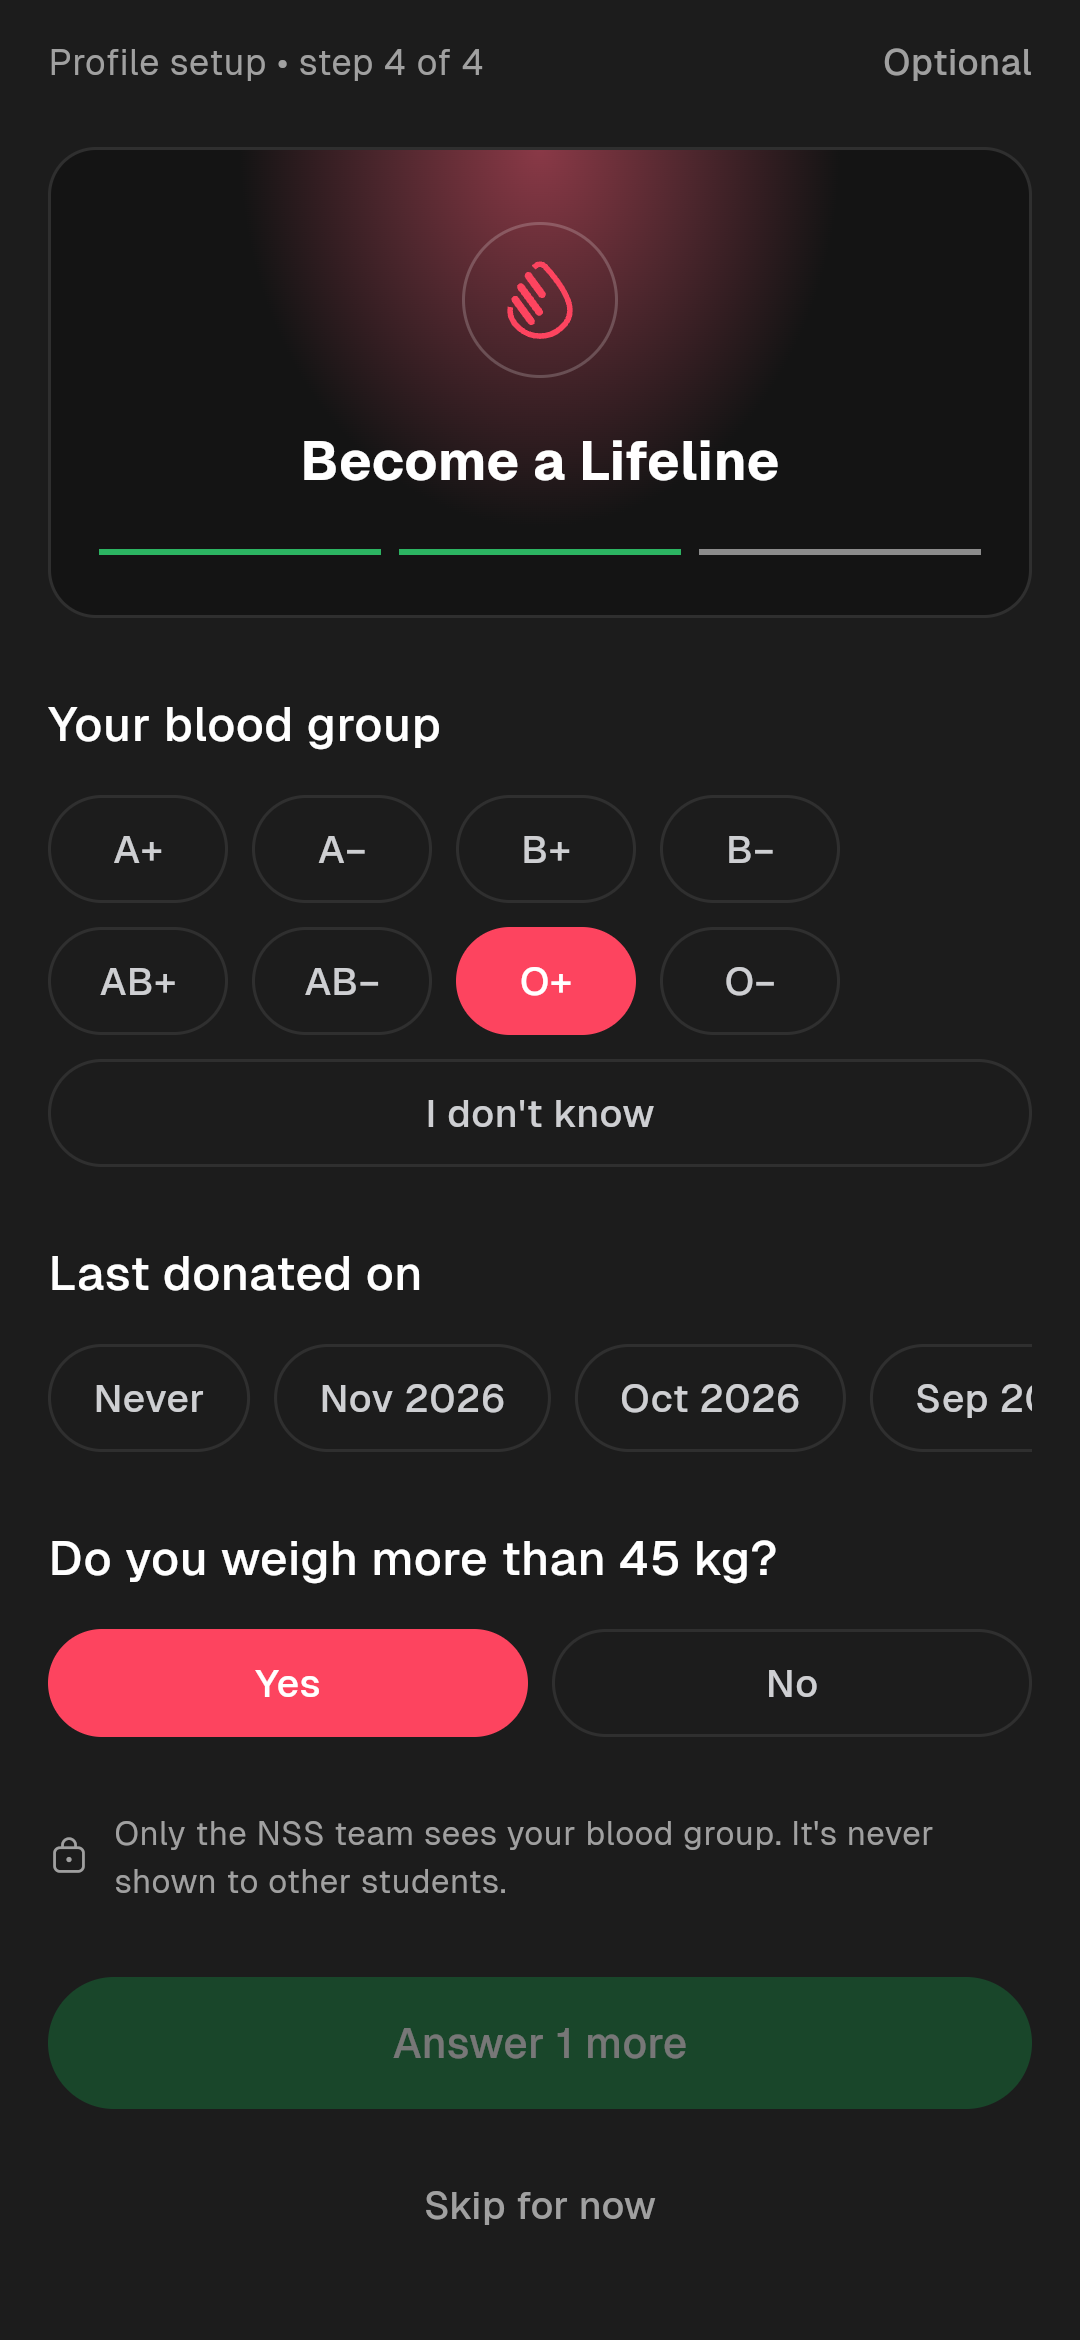 Profile setup • step 4 of 4
Optional
Become a Lifeline
Your blood group
A+ A− B+ B−
AB+ AB− O+ O−
I don't know
Last donated on
Never Nov 2026 Oct 2026 Sep
Do you weigh more than 45 kg?
Yes No
Only the NSS team sees your blood group. It's never
shown to other students.
Answer 1 more
Skip for now